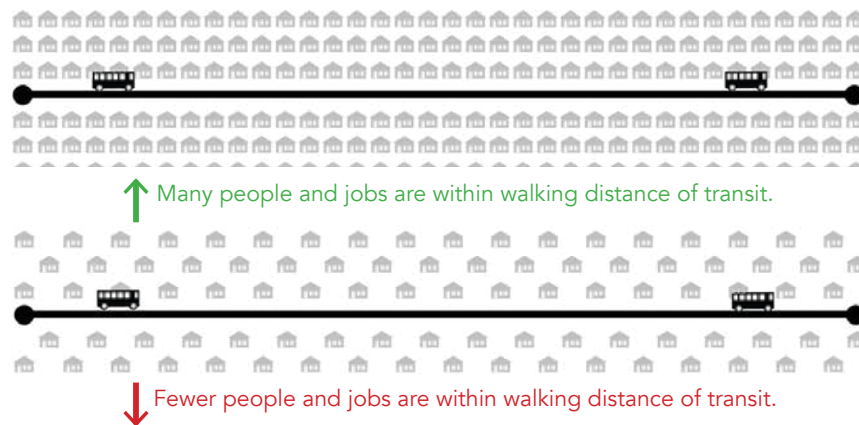 Many people and jobs are within walking distance of transit.
Fewer people and jobs are within walking distance of transit.